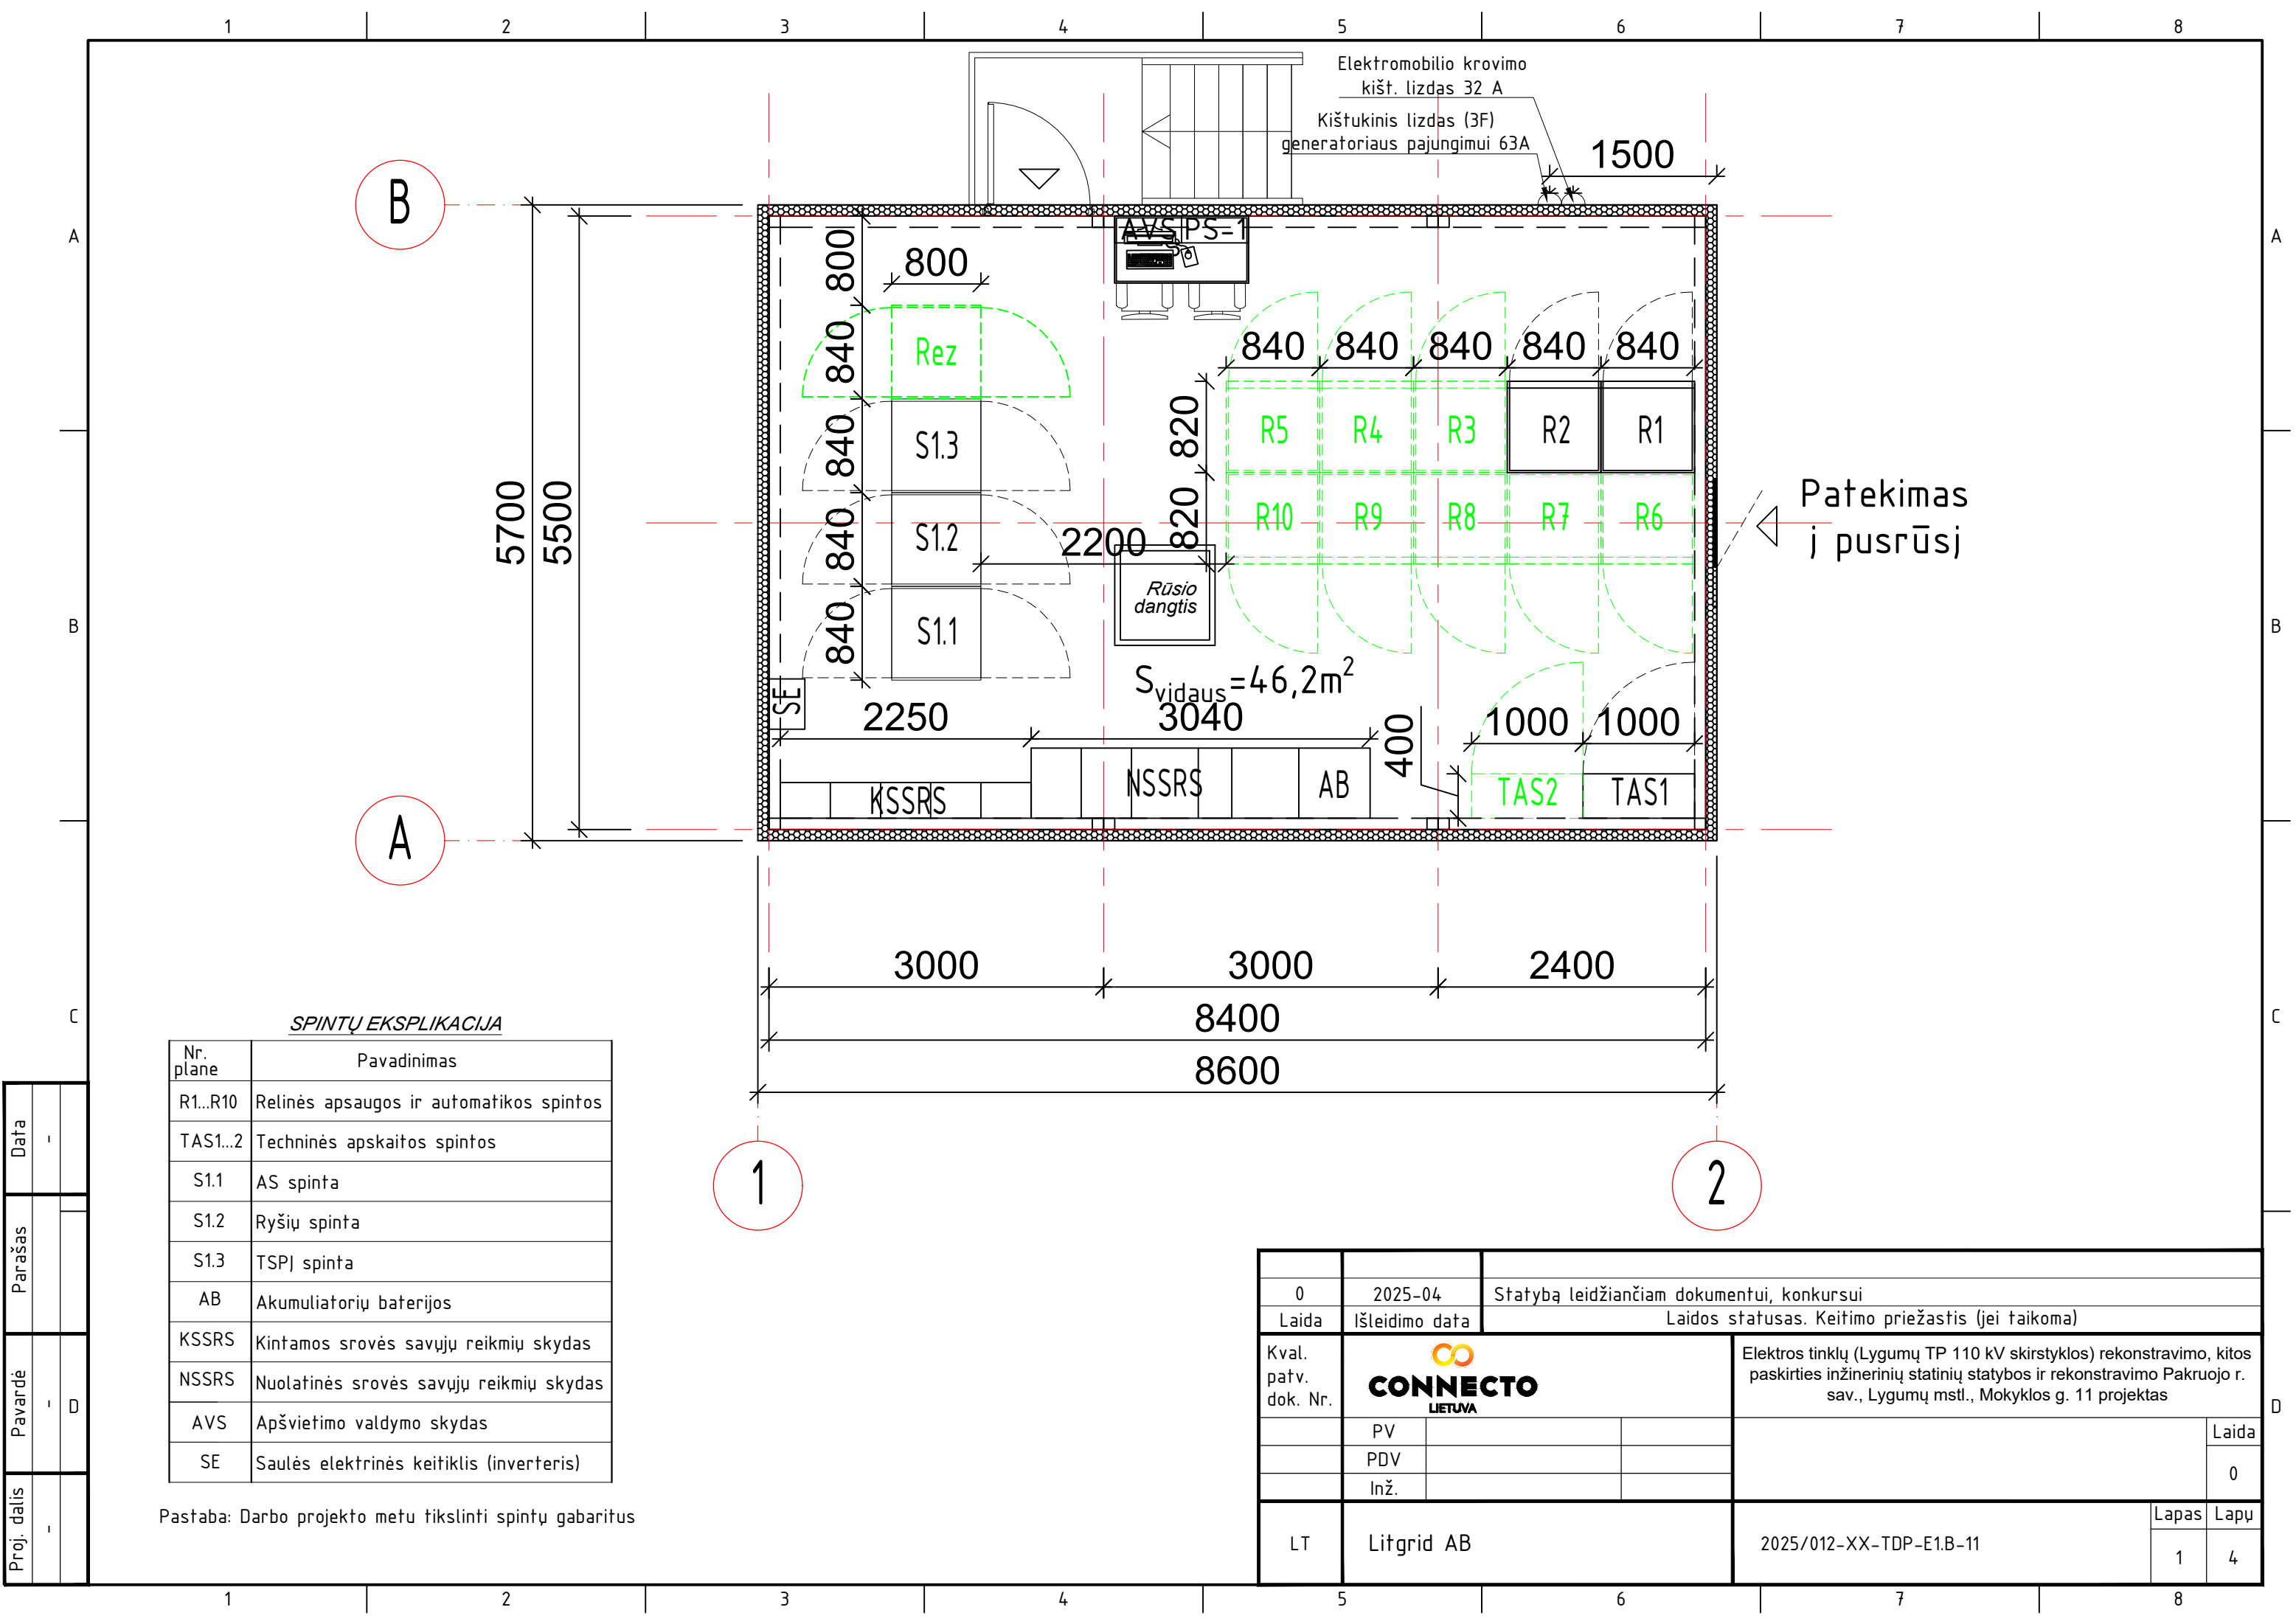 1 2 3 4 5 6 7 8
Elektromobilio krovimo
kišt. lizdas 32 A
Kištukinis lizdas (3F)
generatoriaus pajungimui 63A
1500
B
A A
AVS PS-1
800
800
Rez
840
840 840 840 840 840
S1.3
840
R5 R4 R3 R2 R1
820
5700
5500
S1.2
840
2200
820
R10 R9 R8 R7 R6
Patekimas
į pusrūsį
Rūsio
dangtis
S1.1
840
B B
Svidaus=46,2m2
SE
2250
3040
400
1000 1000
KSSRS
NSSRS
AB
TAS2
TAS1
A
3000 3000 2400
8400
8600
C C
1 2
SPINTŲ EKSPLIKACIJA
Nr.
plane
Pavadinimas
R1...R10 Relinės apsaugos ir automatikos spintos
TAS1...2 Techninės apskaitos spintos
S1.1 AS spinta
S1.2 Ryšių spinta
S1.3 TSPĮ spinta
AB Akumuliatorių baterijos
KSSRS Kintamos srovės savųjų reikmių skydas
NSSRS Nuolatinės srovės savųjų reikmių skydas
AVS Apšvietimo valdymo skydas
SE Saulės elektrinės keitiklis (inverteris)
Pastaba: Darbo projekto metu tikslinti spintų gabaritus
Data -
Parašas
Pavardė -
Proj. dalis -
D D
0 2025-04 Statybą leidžiančiam dokumentui, konkursui
Laida Išleidimo data Laidos statusas. Keitimo priežastis (jei taikoma)
Kval.
patv.
dok. Nr.
CONNECTO
LIETUVA
Elektros tinklų (Lygumų TP 110 kV skirstyklos) rekonstravimo, kitos
paskirties inžinerinių statinių statybos ir rekonstravimo Pakruojo r.
sav., Lygumų mstl., Mokyklos g. 11 projektas
PV
PDV
Inž.
Laida
0
LT Litgrid AB 2025/012-XX-TDP-E1.B-11
Lapas Lapų
1 4
1 2 3 4 5 6 7 8